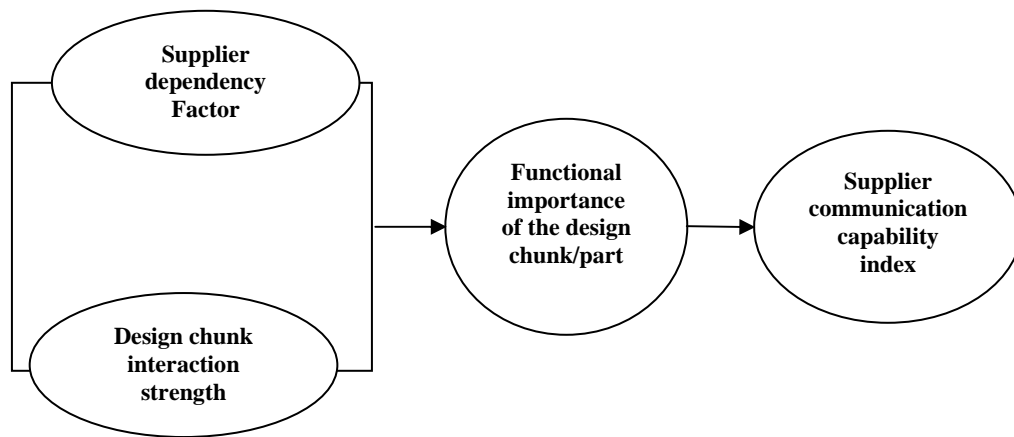 Supplier
dependency
Factor
Design chunk
interaction
strength
Functional
importance
of the design
chunk/part
Supplier
communication
capability
index